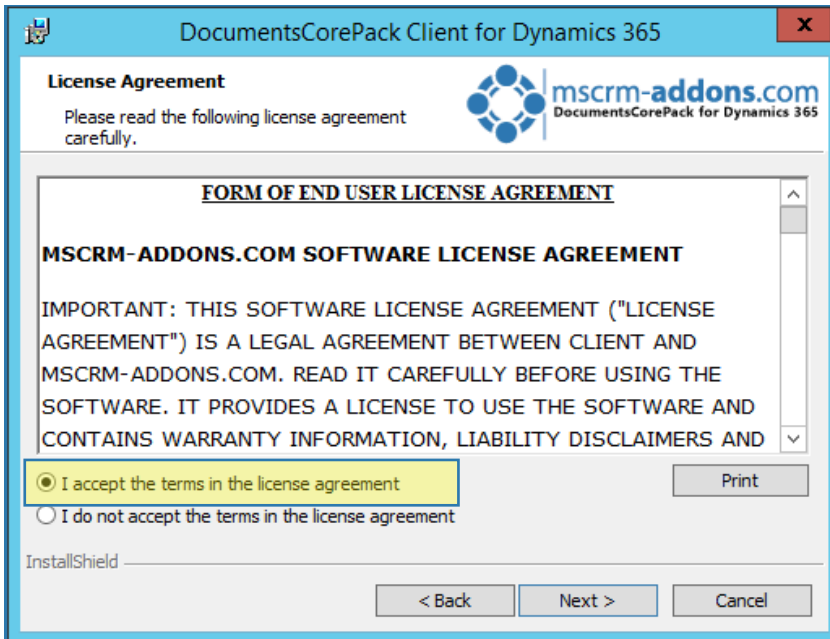 DocumentsCorePack Client for Dynamics 365
x
License Agreement
Please read the following license agreement
carefully.
mscrm-addons.com
DocumentsCorePack for Dynamics 365
FORM OF END USER LICENSE AGREEMENT
MSCRM-ADDONS.COM SOFTWARE LICENSE AGREEMENT
IMPORTANT: THIS SOFTWARE LICENSE AGREEMENT ("LICENSE
AGREEMENT") IS A LEGAL AGREEMENT BETWEEN CLIENT AND
MSCRM-ADDONS.COM. READ IT CAREFULLY BEFORE USING THE
SOFTWARE. IT PROVIDES A LICENSE TO USE THE SOFTWARE AND
CONTAINS WARRANTY INFORMATION, LIABILITY DISCLAIMERS AND
I accept the terms in the license agreement
Print
I do not accept the terms in the license agreement
InstallShield
< Back
Next >
Cancel